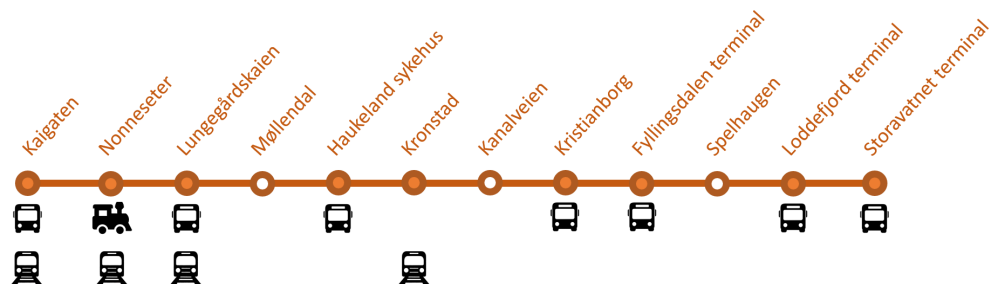 Kaigaten
Nonneseter
Lungegårdskaien
Møllendal
Haukeland sykehus
Kronstad
Kanalveien
Kristianborg
Fyllingsdalen terminal
Spelhaugen
Loddefjord terminal
Storavatnet terminal